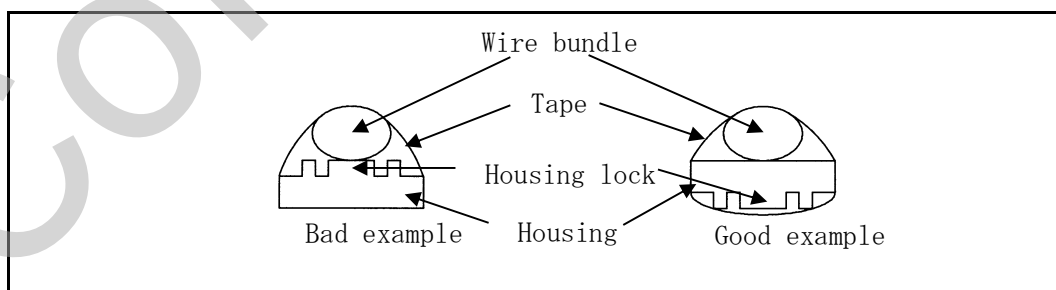 Wire bundle
Tape
Housing lock
Housing
Bad example
Good example